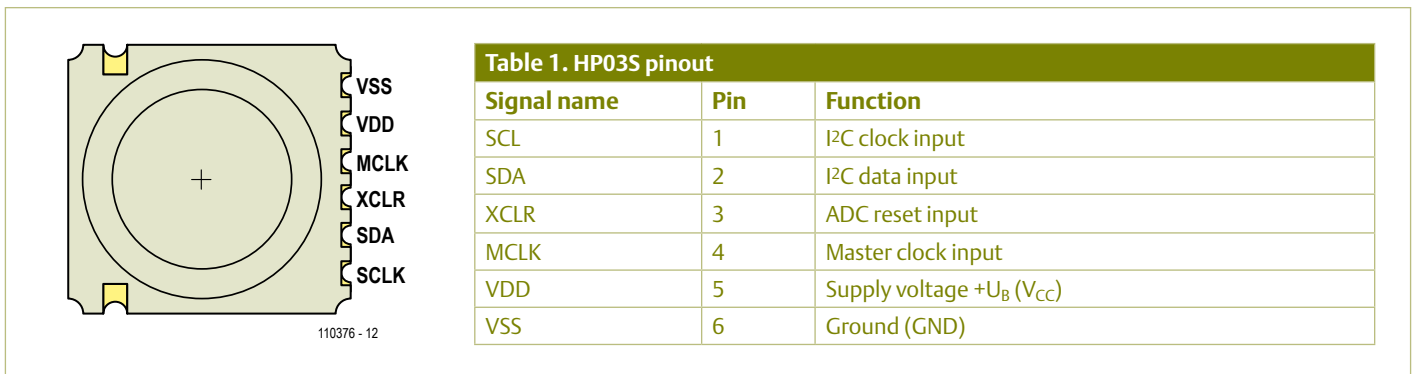 VSS
VDD
MCLK
XCLR
SDA
SCLK
110376 - 12
Table 1. HP03S pinout
Signal name Pin Function
SCL 1 I²C clock input
SDA 2 I²C data input
XCLR 3 ADC reset input
MCLK 4 Master clock input
VDD 5 Supply voltage +U_B (V_CC)
VSS 6 Ground (GND)